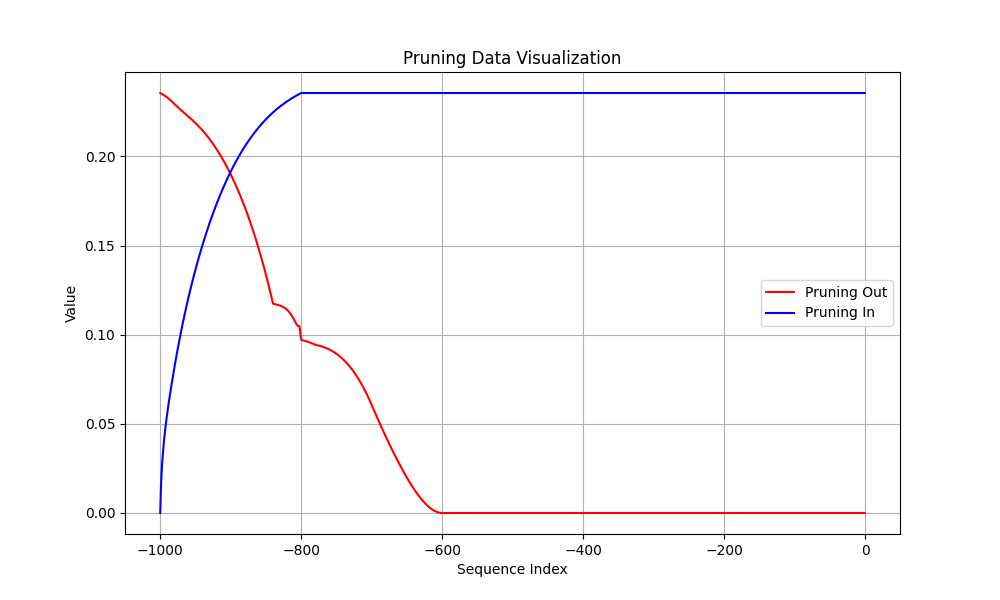 Pruning Data Visualization
Value
0.20
0.15
0.10
0.05
0.00
Pruning Out
Pruning In
−1000 −800 −600 −400 −200 0
Sequence Index